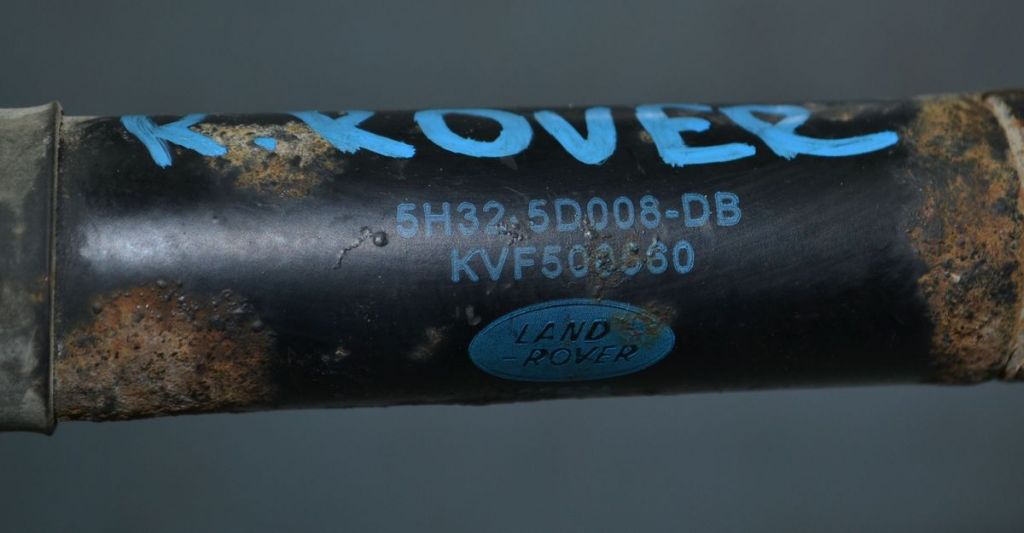 R. ROVER
5H32-5D008-DB
LAND
-ROVER